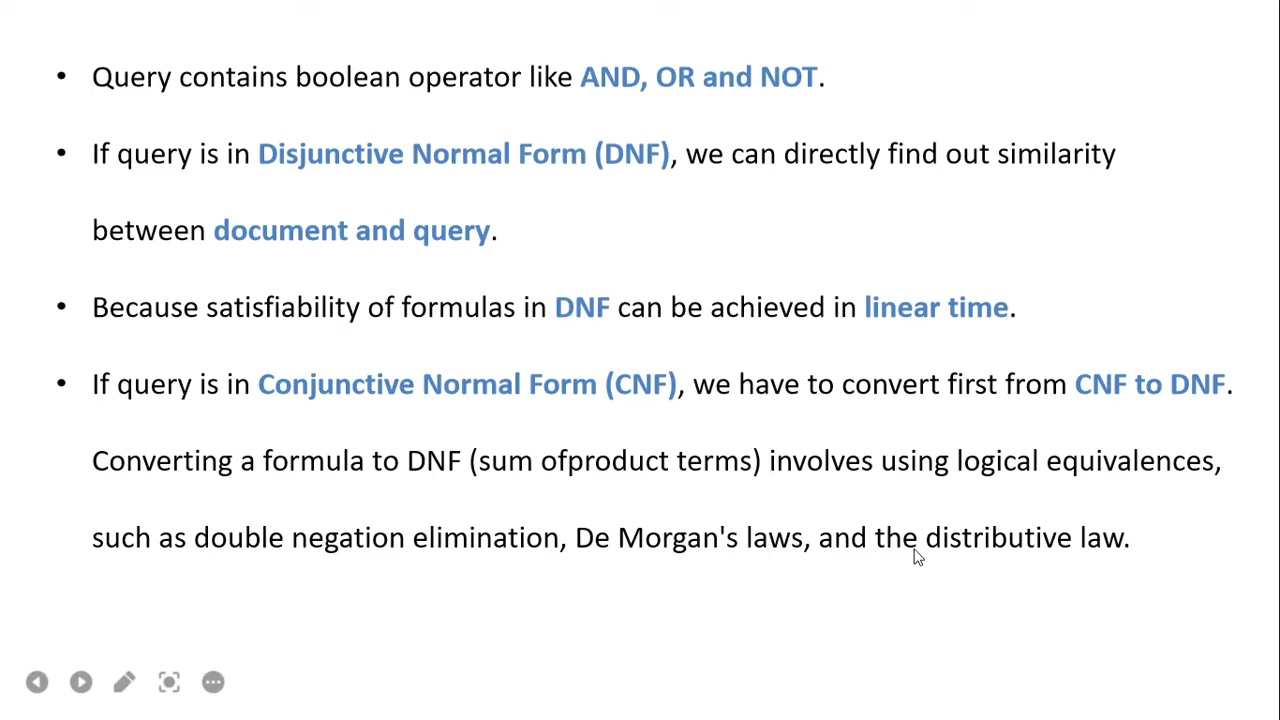 • Query contains boolean operator like AND, OR and NOT.
• If query is in Disjunctive Normal Form (DNF), we can directly find out similarity
between document and query.
• Because satisfiability of formulas in DNF can be achieved in linear time.
• If query is in Conjunctive Normal Form (CNF), we have to convert first from CNF to DNF.
Converting a formula to DNF (sum ofproduct terms) involves using logical equivalences,
such as double negation elimination, De Morgan's laws, and the distributive law.